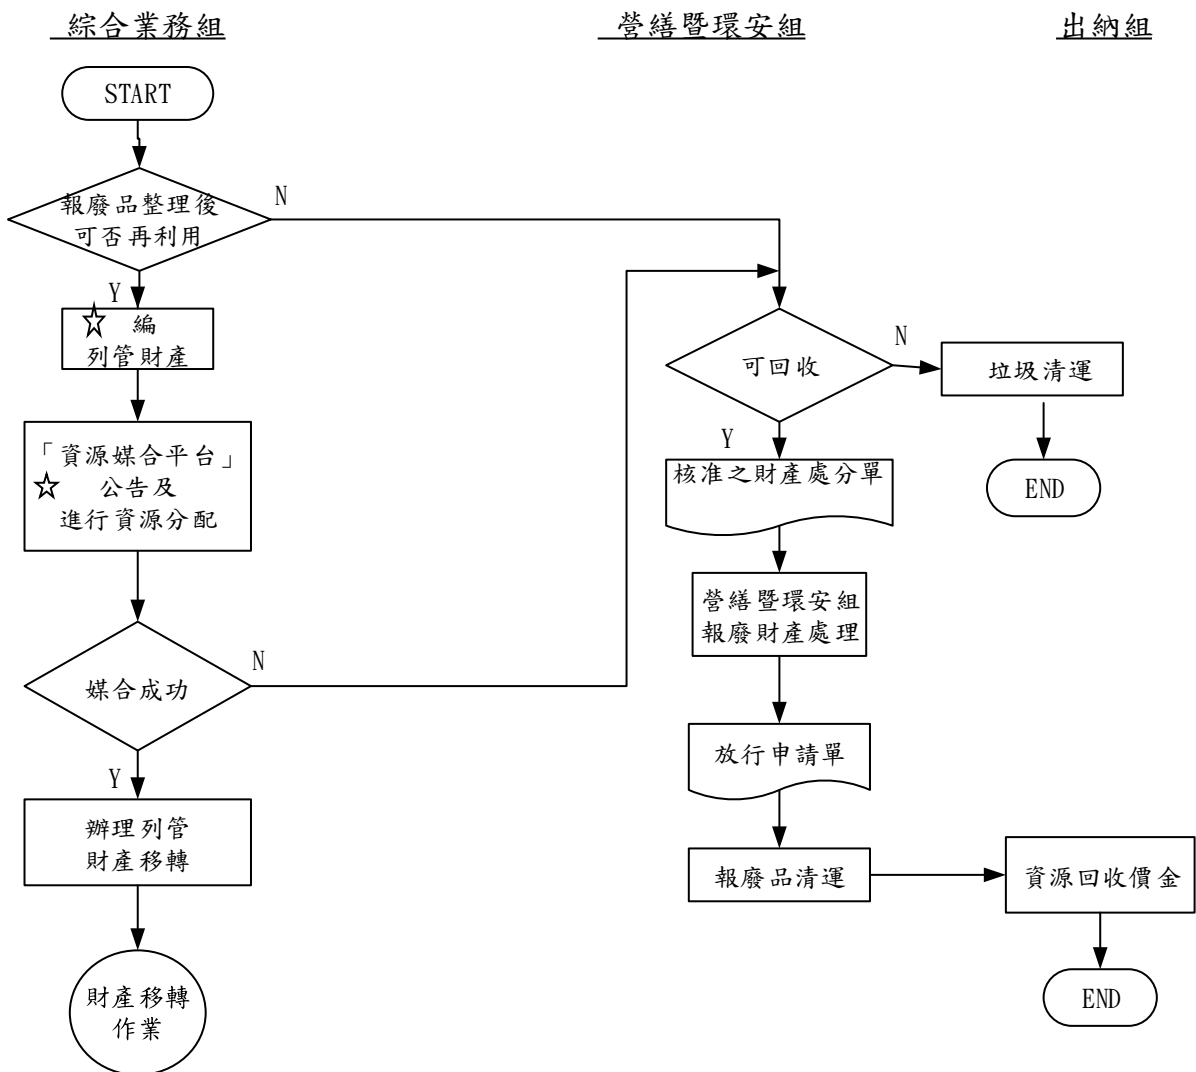 綜合業務組
營繕暨環安組
出納組
START
報廢品整理後
可否再利用
N
Y
☆ 編
列管財產
「資源媒合平台」
☆ 公告及
進行資源分配
媒合成功
N
Y
辦理列管
財產移轉
財產移轉
作業
可回收
N
垃圾清運
END
Y
核准之財產處分單
營繕暨環安組
報廢財產處理
放行申請單
報廢品清運
資源回收價金
END